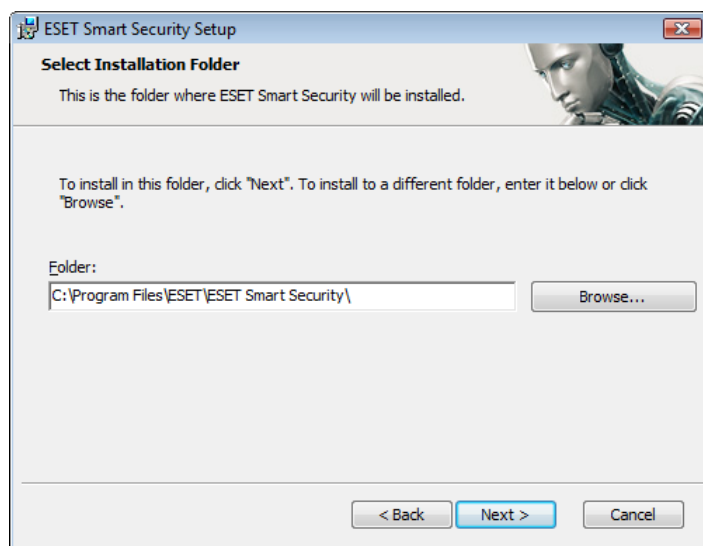 ESET Smart Security Setup
Select Installation Folder
This is the folder where ESET Smart Security will be installed.
To install in this folder, click "Next". To install to a different folder, enter it below or click
"Browse".
Folder:
C:\Program Files\ESET\ESET Smart Security\
Browse...
< Back
Next >
Cancel